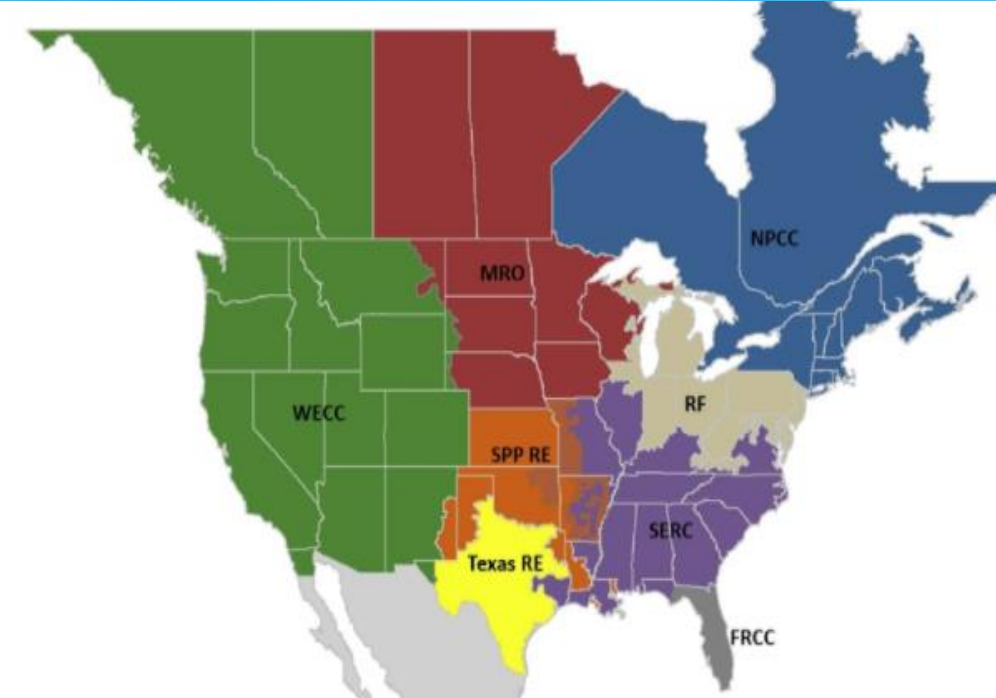 NPCC
MRO
RF
WECC
SPP RE
SERC
Texas RE
FRCC